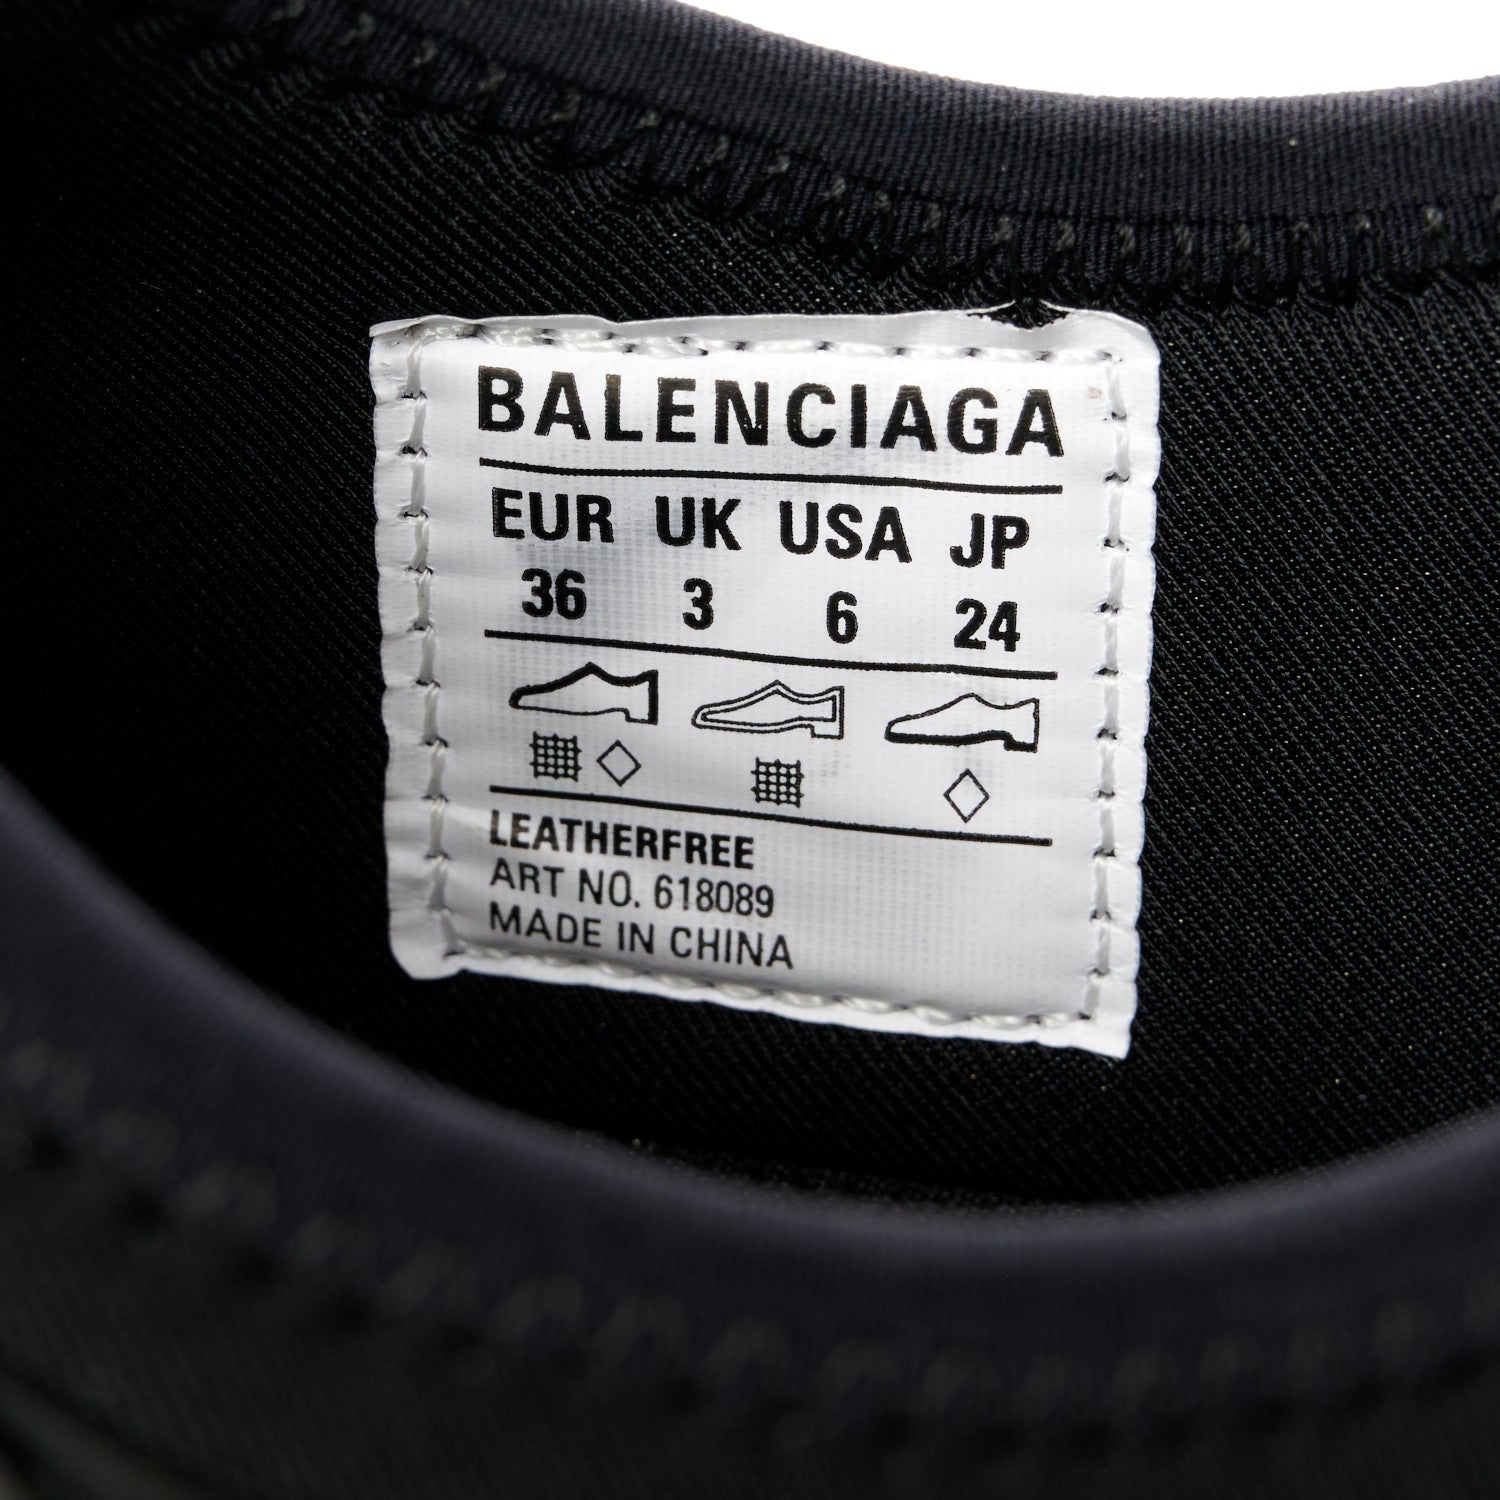 BALENCIAGA
EUR UK USA JP
36 3 6 24
LEATHERFREE
ART NO. 618089
MADE IN CHINA